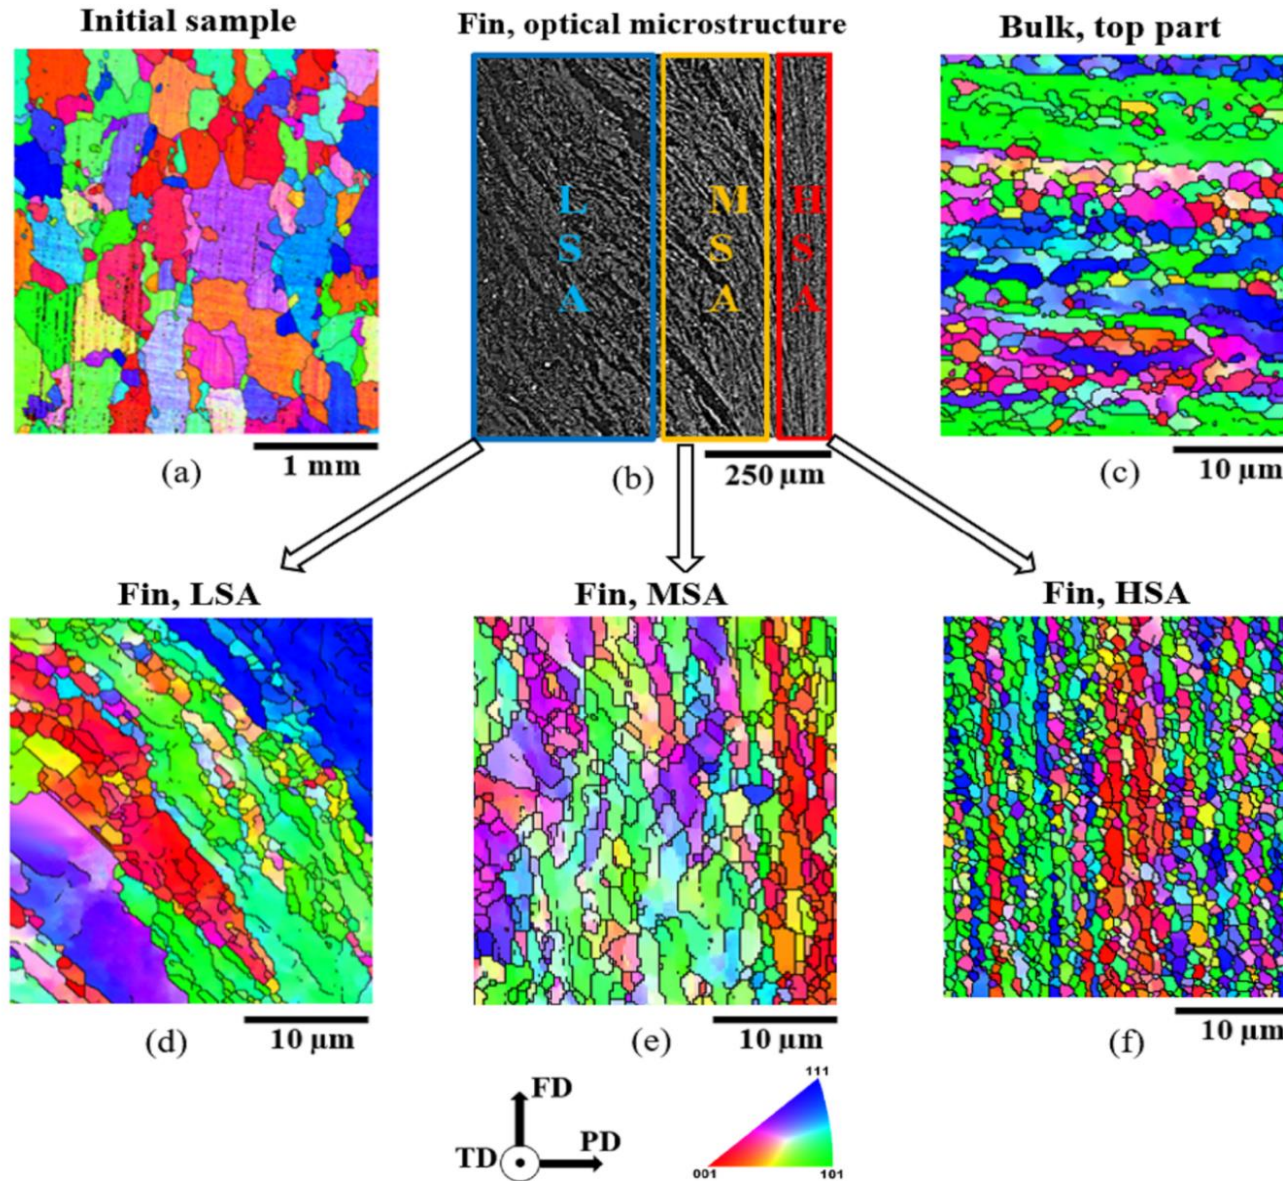 Initial sample
Fin, optical microstructure
Bulk, top part
L
S
A
M
S
A
H
S
A
1 mm
(a)
(b)
250 µm
(c)
10 µm
Fin, LSA
Fin, MSA
Fin, HSA
(d)
10 µm
(e)
10 µm
(f)
10 µm
FD
TD
PD
111
001
101